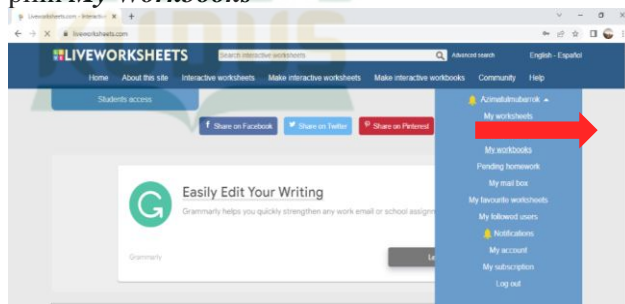 My workbooks
Liveworksheets.com - Interactiv
liveworksheets.com
LIVEWORKSHEETS
Search interactive worksheets
Advanced search
English - Español
Home About this site Interactive worksheets Make interactive worksheets Make interactive workbooks Community Help
Students access
Azimatulmubarrok
My worksheets
Share on Facebook
Share on Twitter
Share on Pinterest
My workbooks
Pending homework
My mail box
My favourite worksheets
My followed users
Notifications
My account
My subscription
Log out
Easily Edit Your Writing
Grammarly helps you quickly strengthen any work email or school assignm
Grammarly